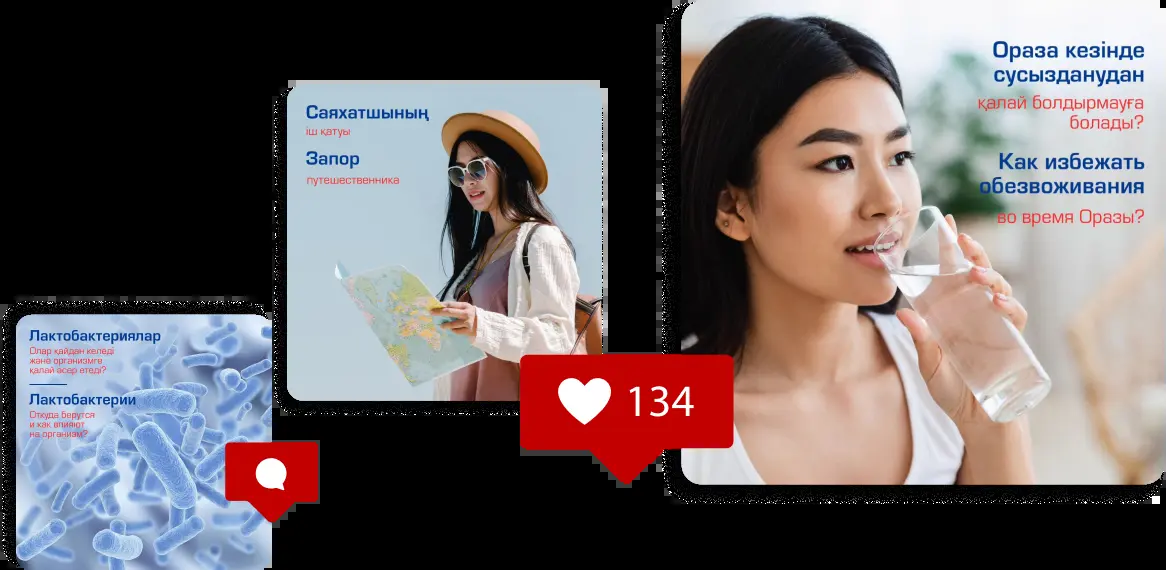 Лактобактериялар
Олар қайдан келеді
және организмге
қалай әсер етеді?
Лактобактерии
Откуда берутся
и как влияют
на организм?
Саяхатшының
іш қатуы
Запор
путешественника
134
Ораза кезінде
сусызданудан
қалай болдырмауға
болады?
Как избежать
обезвоживания
во время Оразы?